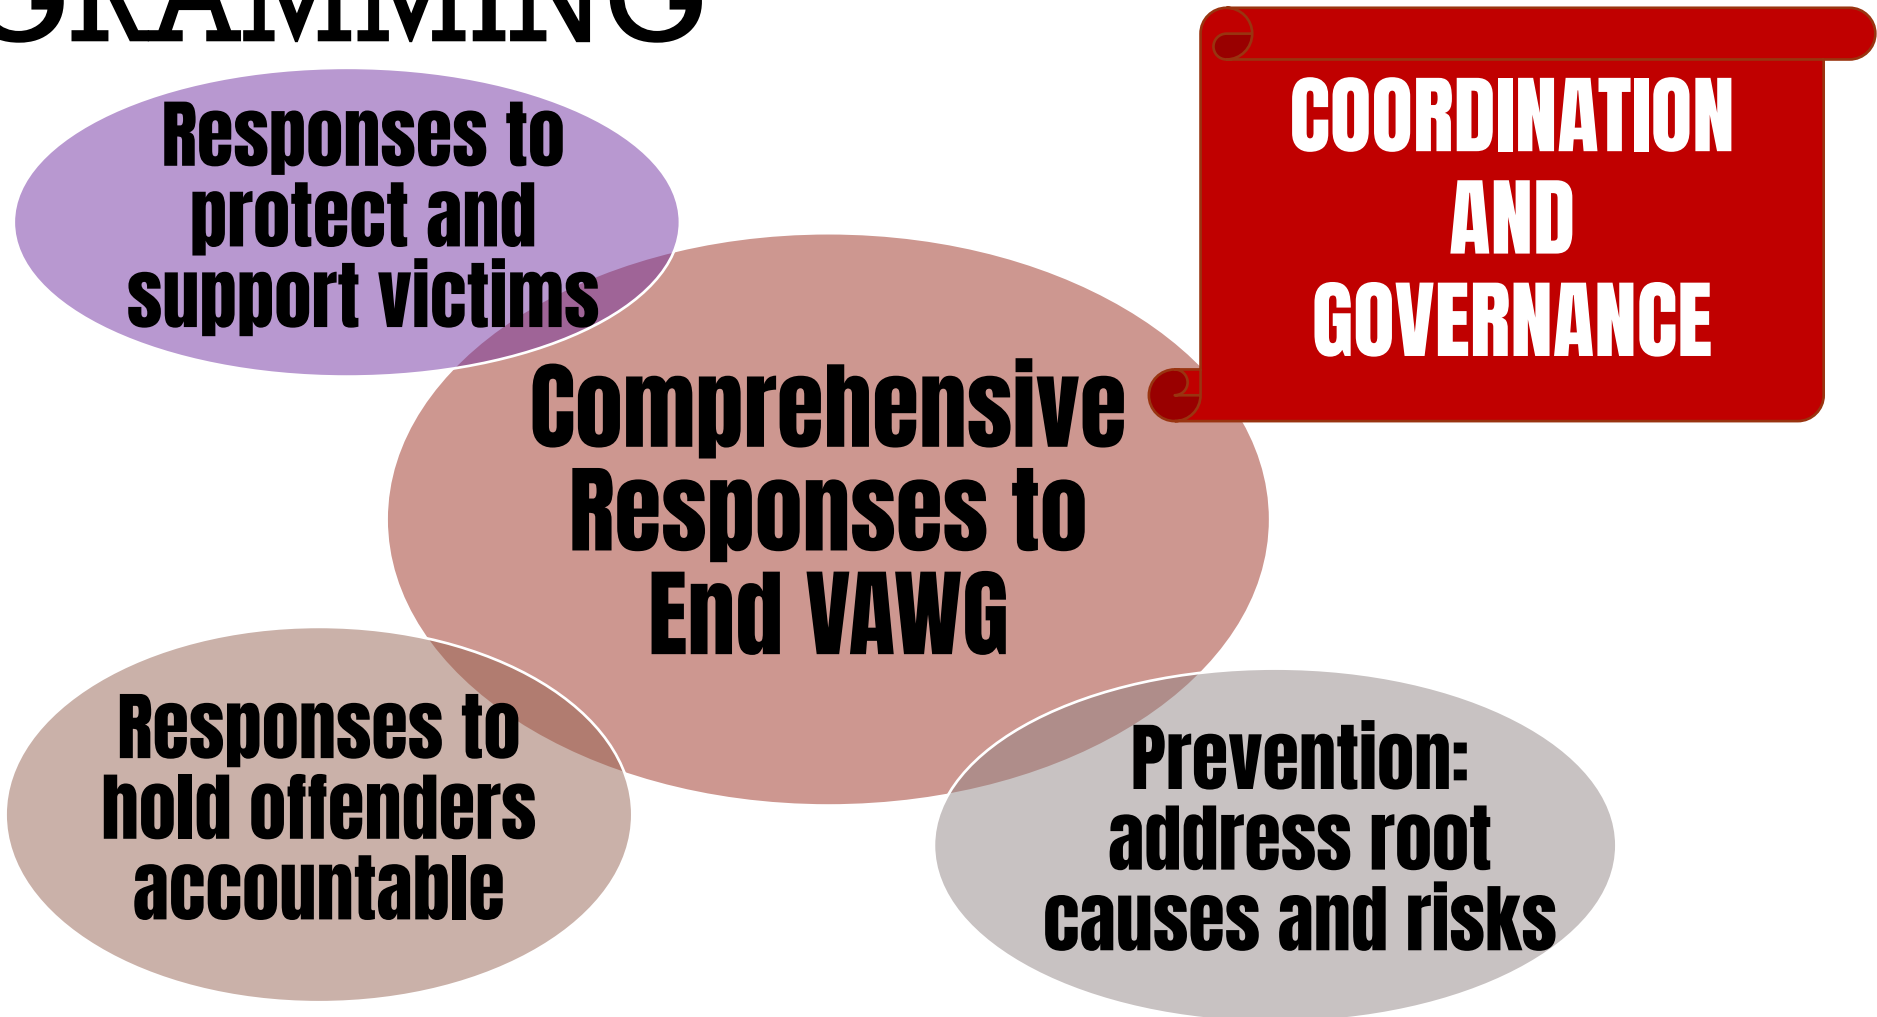 GRAMMING
Responses to
protect and
support victims
COORDINATION
AND
GOVERNANCE
Comprehensive
Responses to
End VAWG
Responses to
hold offenders
accountable
Prevention:
address root
causes and risks